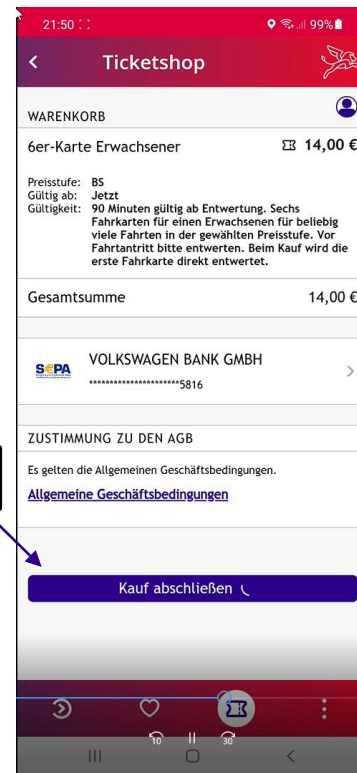 21:50
99%
Ticketshop
WARENKORB
6er-Karte Erwachsener 14,00 €
Preisstufe: BS
Gültig ab: Jetzt
Gültigkeit: 90 Minuten gültig ab Entwertung. Sechs
Fahrkarten für einen Erwachsenen für beliebig
viele Fahrten in der gewählten Preisstufe. Vor
Fahrtantritt bitte entwerten. Beim Kauf wird die
erste Fahrkarte direkt entwertet.
Gesamtsumme 14,00 €
S€PA
VOLKSWAGEN BANK GMBH
**********************5816
ZUSTIMMUNG ZU DEN AGB
Es gelten die Allgemeinen Geschäftsbedingungen.
Allgemeine Geschäftsbedingungen
Kauf abschließen
10 30